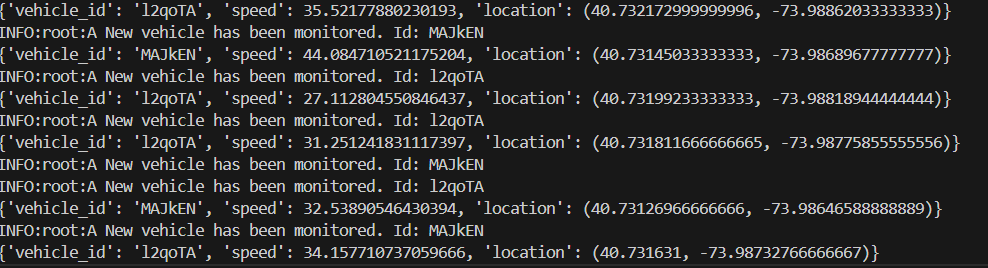 {'vehicle_id': 'l2qoTA', 'speed': 35.52177880230193, 'location': (40.732172999999996, -73.98862033333333)}
INFO:root:A New vehicle has been monitored. Id: MAJkEN
{'vehicle_id': 'MAJkEN', 'speed': 44.084710521175204, 'location': (40.73145033333333, -73.98689677777777)}
INFO:root:A New vehicle has been monitored. Id: l2qoTA
{'vehicle_id': 'l2qoTA', 'speed': 27.112804550846437, 'location': (40.73199233333333, -73.98818944444444)}
INFO:root:A New vehicle has been monitored. Id: l2qoTA
{'vehicle_id': 'l2qoTA', 'speed': 31.251241831117397, 'location': (40.731811666666665, -73.98775855555556)}
INFO:root:A New vehicle has been monitored. Id: MAJkEN
INFO:root:A New vehicle has been monitored. Id: l2qoTA
{'vehicle_id': 'MAJkEN', 'speed': 32.53890546430394, 'location': (40.73126966666666, -73.98646588888889)}
INFO:root:A New vehicle has been monitored. Id: MAJkEN
{'vehicle_id': 'l2qoTA', 'speed': 34.157710737059666, 'location': (40.731631, -73.98732766666667)}